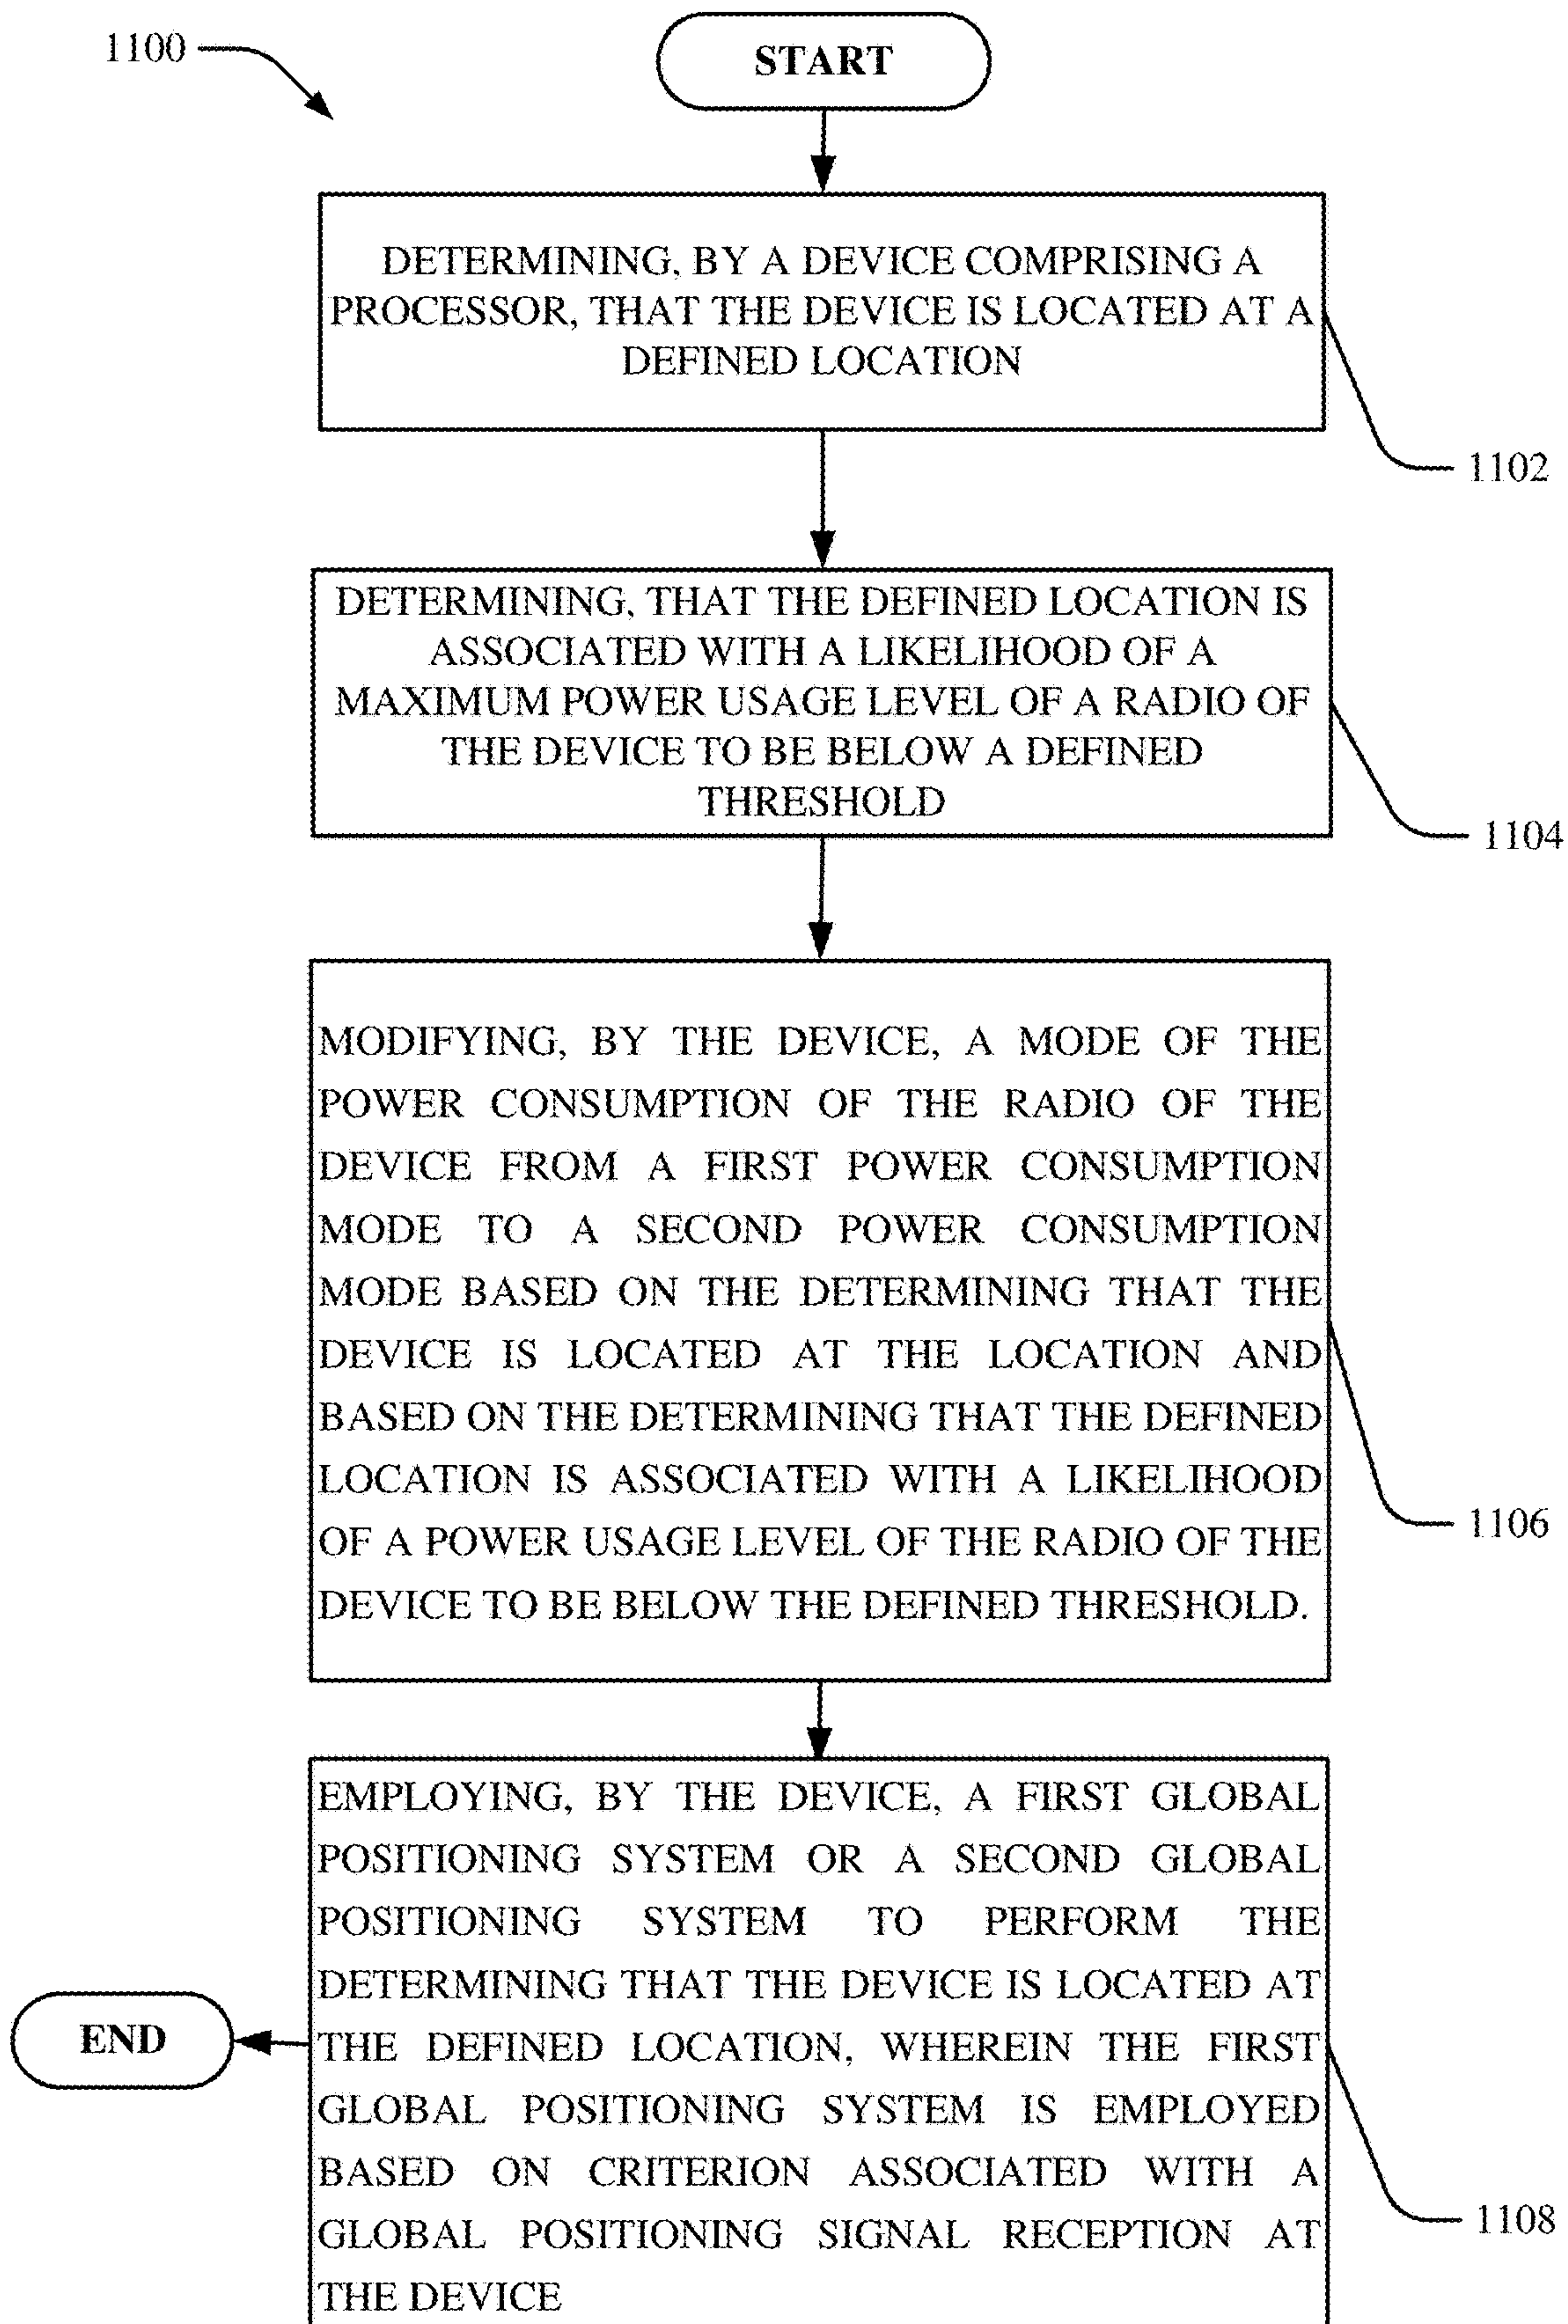 1100
START
DETERMINING, BY A DEVICE COMPRISING A
PROCESSOR, THAT THE DEVICE IS LOCATED AT A
DEFINED LOCATION
1102
DETERMINING, THAT THE DEFINED LOCATION IS
ASSOCIATED WITH A LIKELIHOOD OF A
MAXIMUM POWER USAGE LEVEL OF A RADIO OF
THE DEVICE TO BE BELOW A DEFINED
THRESHOLD
1104
MODIFYING, BY THE DEVICE, A MODE OF THE
POWER CONSUMPTION OF THE RADIO OF THE
DEVICE FROM A FIRST POWER CONSUMPTION
MODE TO A SECOND POWER CONSUMPTION
MODE BASED ON THE DETERMINING THAT THE
DEVICE IS LOCATED AT THE LOCATION AND
BASED ON THE DETERMINING THAT THE DEFINED
LOCATION IS ASSOCIATED WITH A LIKELIHOOD
OF A POWER USAGE LEVEL OF THE RADIO OF THE
DEVICE TO BE BELOW THE DEFINED THRESHOLD.
1106
EMPLOYING, BY THE DEVICE, A FIRST GLOBAL
POSITIONING SYSTEM OR A SECOND GLOBAL
POSITIONING SYSTEM TO PERFORM THE
DETERMINING THAT THE DEVICE IS LOCATED AT
THE DEFINED LOCATION, WHEREIN THE FIRST
GLOBAL POSITIONING SYSTEM IS EMPLOYED
BASED ON CRITERION ASSOCIATED WITH A
GLOBAL POSITIONING SIGNAL RECEPTION AT
THE DEVICE
1108
END